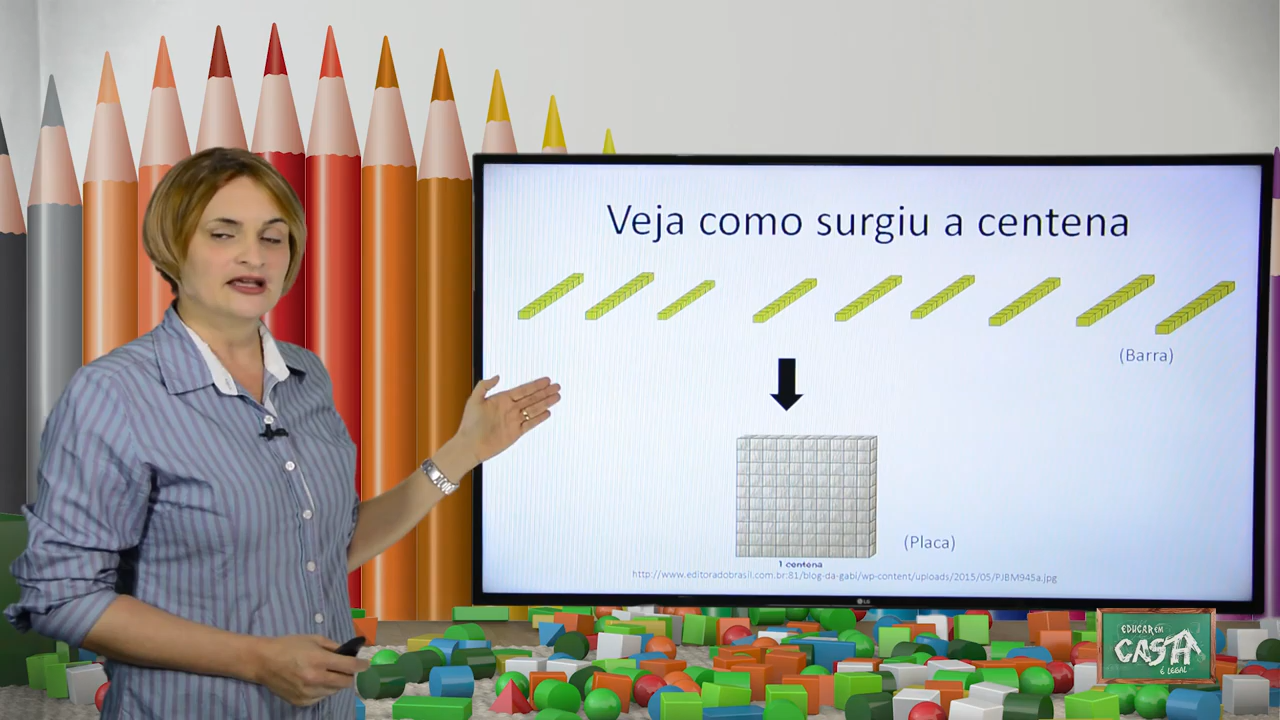 Veja como surgiu a centena
(Barra)
(Placa)
1 centena
http://www.editoradobrasil.com.br:81/blog-da-gabi/wp-content/uploads/2015/05/PJBM945a.jpg
LG
EDUCAR EM
CASA
É LEGAL